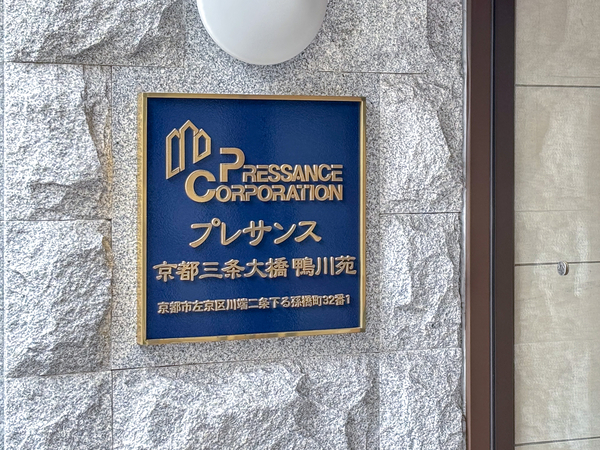 PRESSANCE
CORPORATION
プレサンス
京都三条大橋 鴨川苑
京都市左京区川端二条下る孫橋町32番1